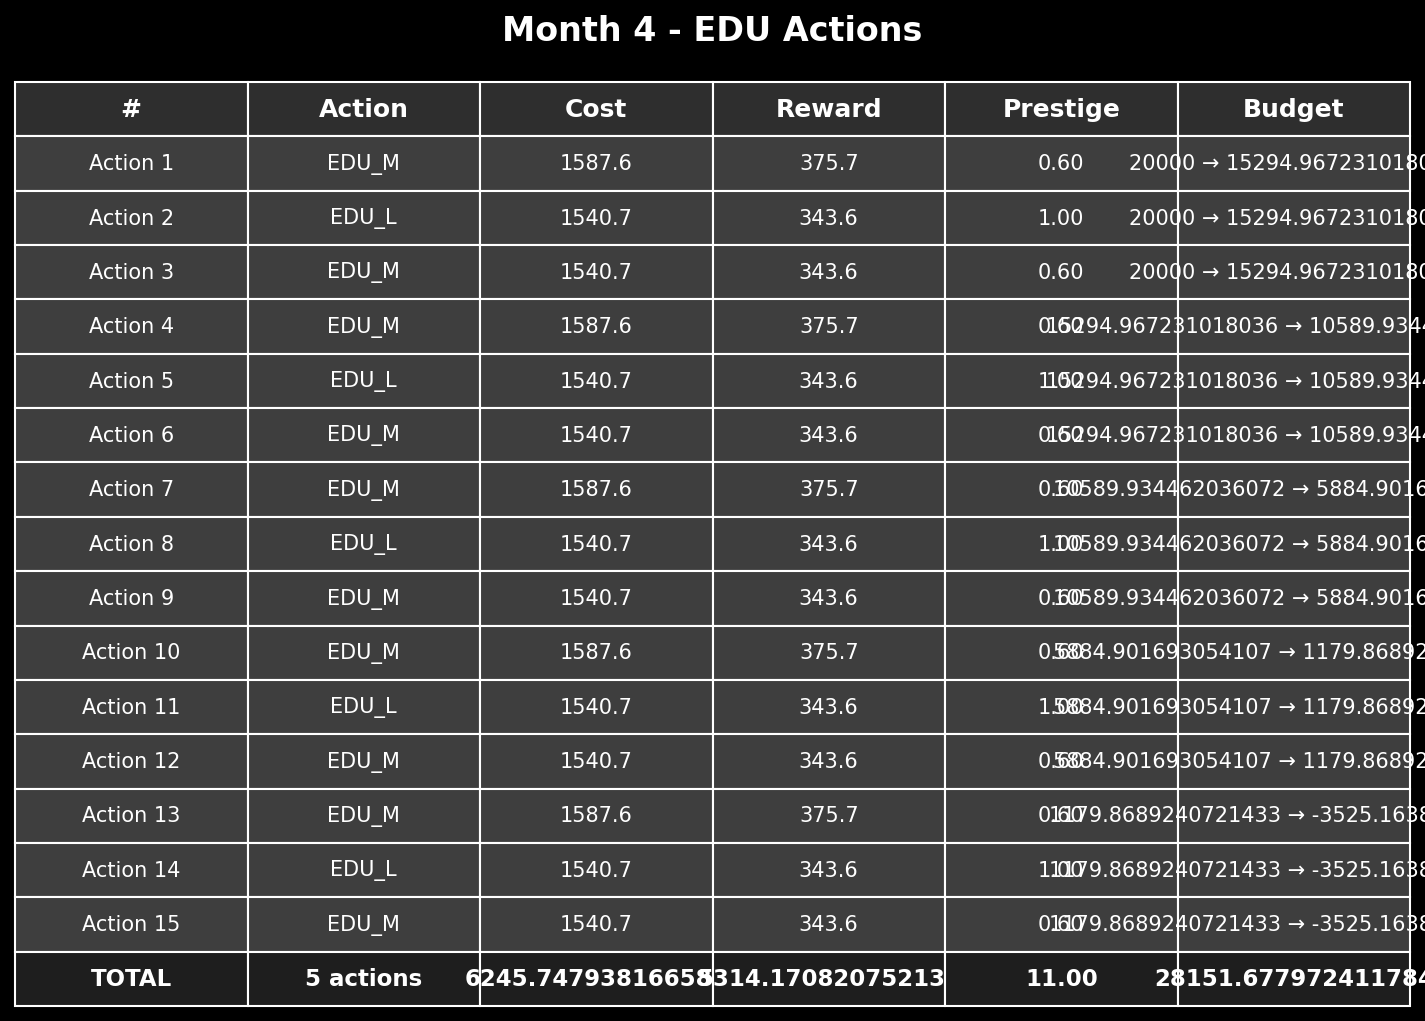 Month 4 - EDU Actions
# Action Cost Reward Prestige Budget
Action 1 EDU_M 1587.6 375.7 0.60 20000 → 15294.9672310180
Action 2 EDU_L 1540.7 343.6 1.00 20000 → 15294.9672310180
Action 3 EDU_M 1540.7 343.6 0.60 20000 → 15294.9672310180
Action 4 EDU_M 1587.6 375.7 0.60 15294.967231018036 → 10589.9344
Action 5 EDU_L 1540.7 343.6 1.00 15294.967231018036 → 10589.9344
Action 6 EDU_M 1540.7 343.6 0.60 15294.967231018036 → 10589.9344
Action 7 EDU_M 1587.6 375.7 0.60 10589.934462036072 → 5884.9016
Action 8 EDU_L 1540.7 343.6 1.00 10589.934462036072 → 5884.9016
Action 9 EDU_M 1540.7 343.6 0.60 10589.934462036072 → 5884.9016
Action 10 EDU_M 1587.6 375.7 0.60 5884.901693054107 → 1179.86892
Action 11 EDU_L 1540.7 343.6 1.00 5884.901693054107 → 1179.86892
Action 12 EDU_M 1540.7 343.6 0.60 5884.901693054107 → 1179.86892
Action 13 EDU_M 1587.6 375.7 0.60 1179.8689240721433 → -3525.1638
Action 14 EDU_L 1540.7 343.6 1.00 1179.8689240721433 → -3525.1638
Action 15 EDU_M 1540.7 343.6 0.60 1179.8689240721433 → -3525.1638
TOTAL 5 actions 11.00 28151.677972411784